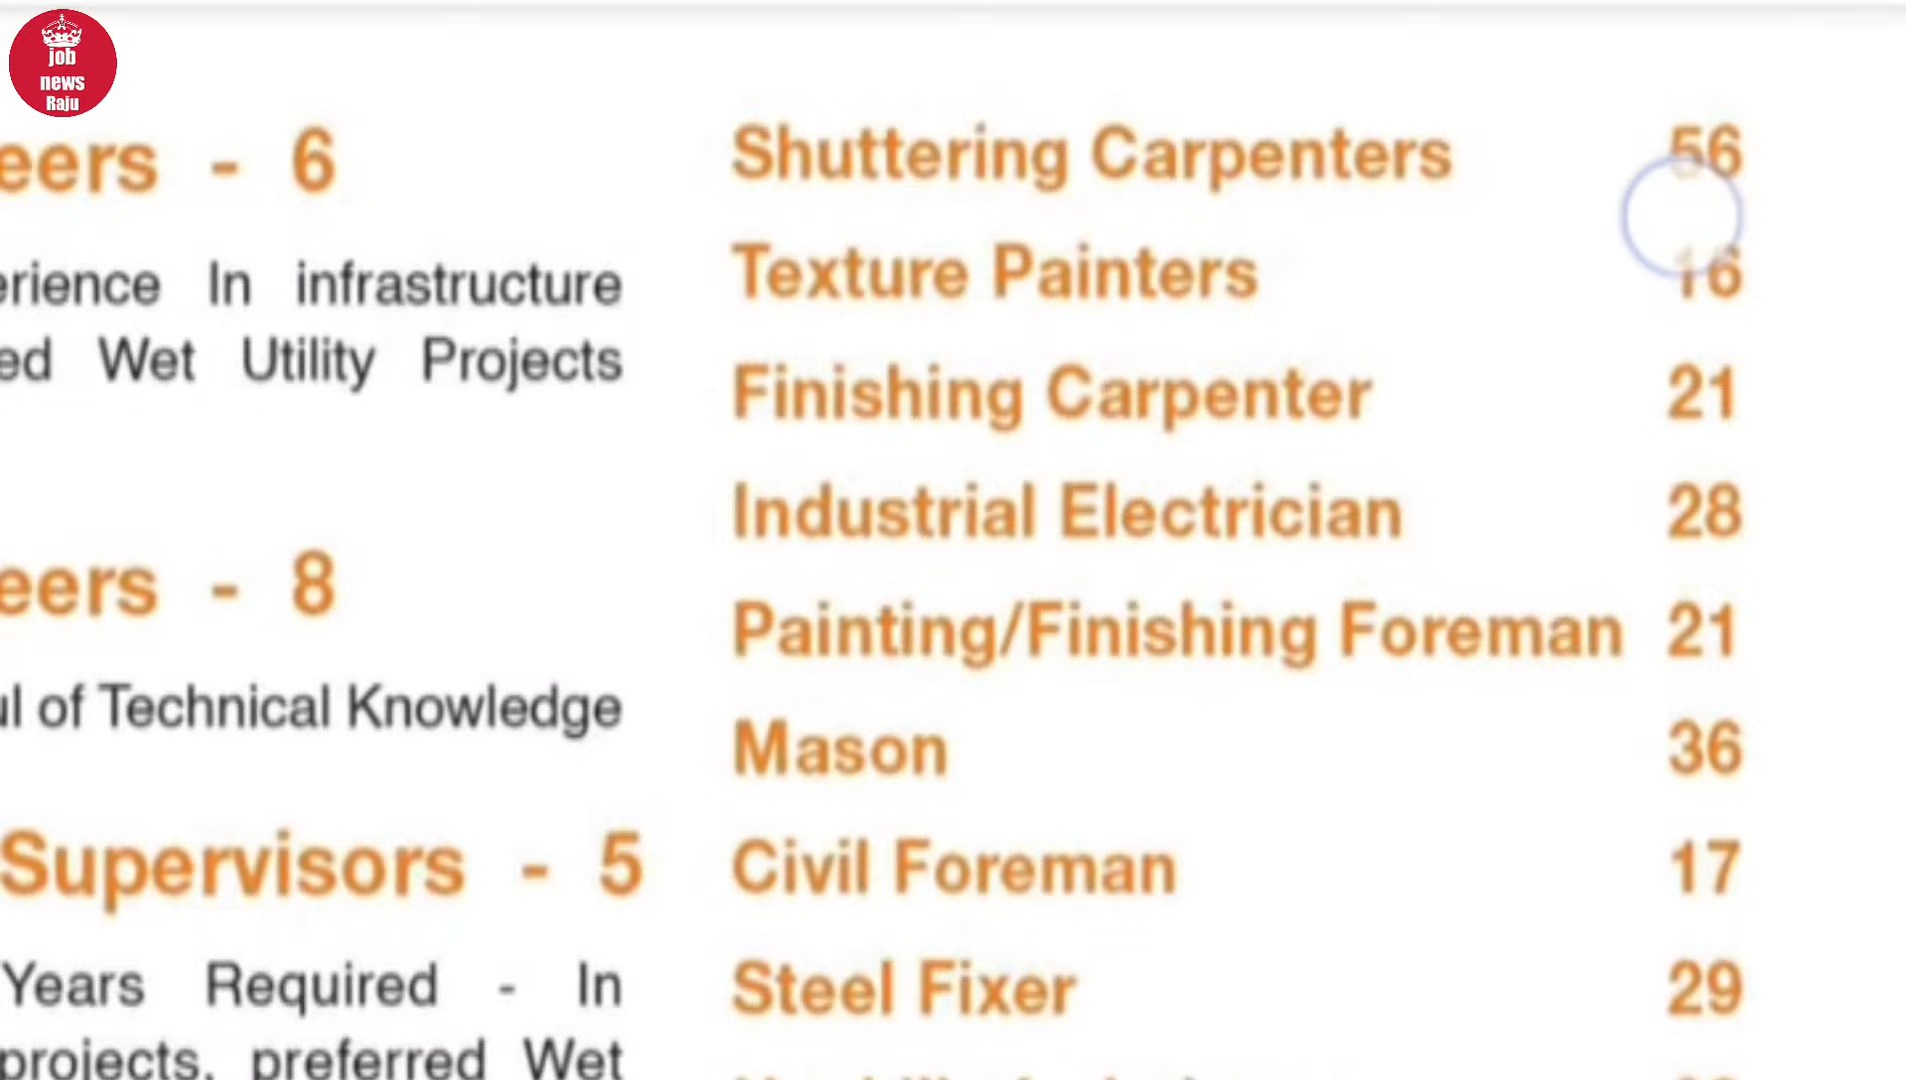 job
news
Raju
eers - 6
erience In infrastructure
ed Wet Utility Projects
eers - 8
ul of Technical Knowledge
Supervisors - 5
Years Required - In
projects, preferred Wet
Shuttering Carpenters 56
Texture Painters 16
Finishing Carpenter 21
Industrial Electrician 28
Painting/Finishing Foreman 21
Mason 36
Civil Foreman 17
Steel Fixer 29